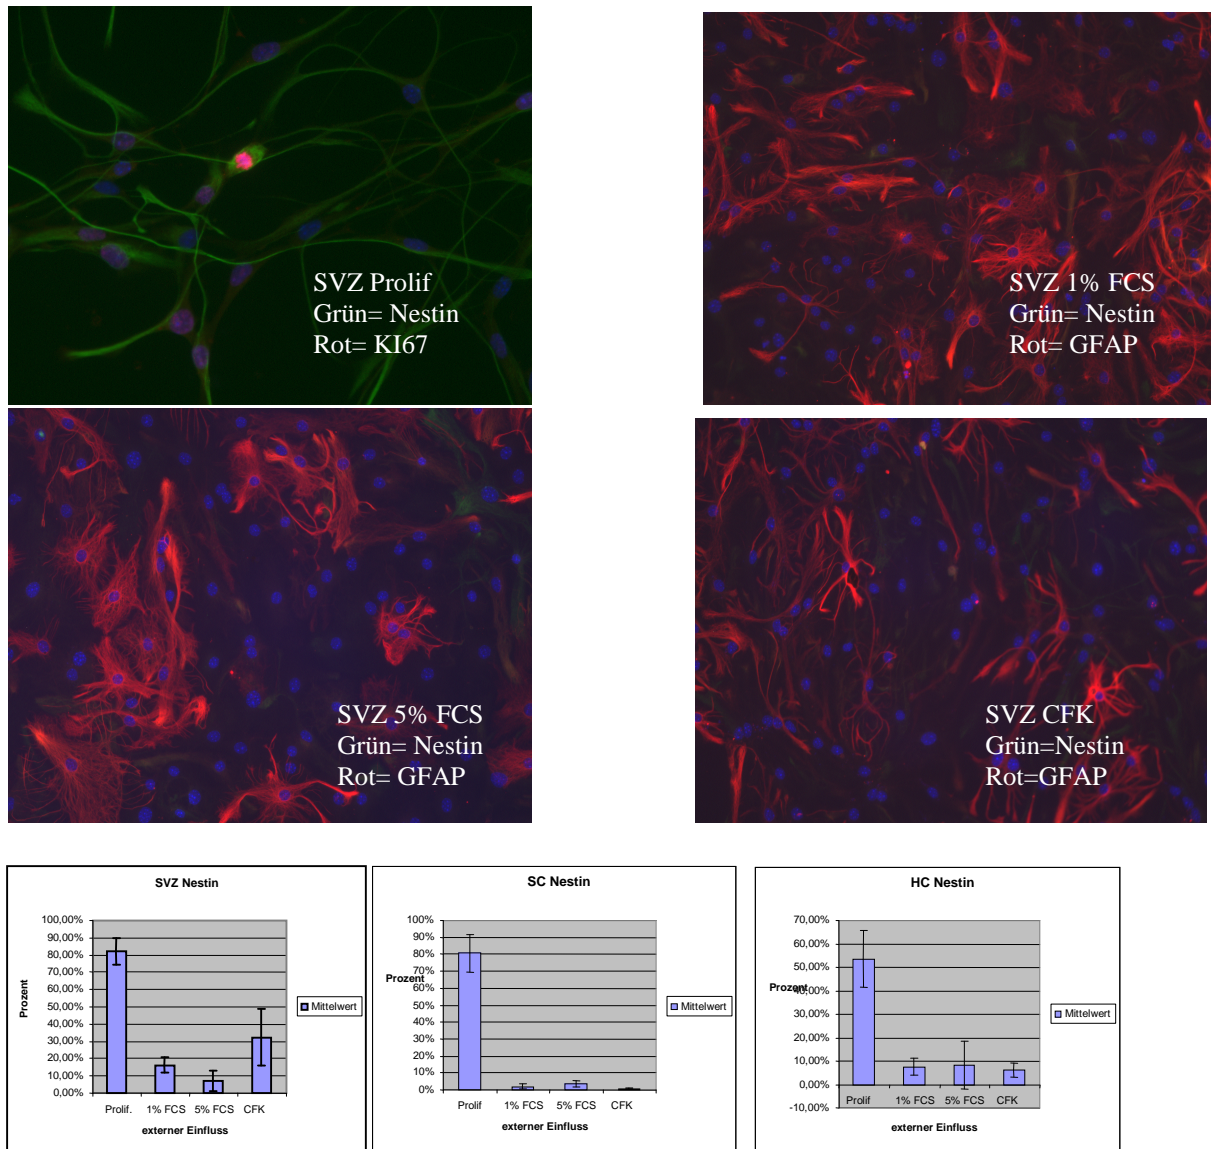 SVZ Prolif
Grün= Nestin
Rot= KI67
SVZ 1% FCS
Grün= Nestin
Rot= GFAP
SVZ 5% FCS
Grün= Nestin
Rot= GFAP
SVZ CFK
Grün=Nestin
Rot=GFAP
SVZ Nestin
100,00%
90,00%
80,00%
70,00%
60,00%
50,00%
40,00%
30,00%
20,00%
10,00%
0,00%
Prozent
Prolif. 1% FCS 5% FCS CFK
externer Einfluss
Mittelwert
SC Nestin
100%
90%
80%
70%
60%
50%
40%
30%
20%
10%
0%
Prozent
Prolif 1% FCS 5% FCS CFK
externer Einfluss
Mittelwert
HC Nestin
70,00%
60,00%
50,00%
40,00%
30,00%
20,00%
10,00%
0,00%
-10,00%
Prozent
Prolif 1% FCS 5% FCS CFK
externer Einfluss
Mittelwert